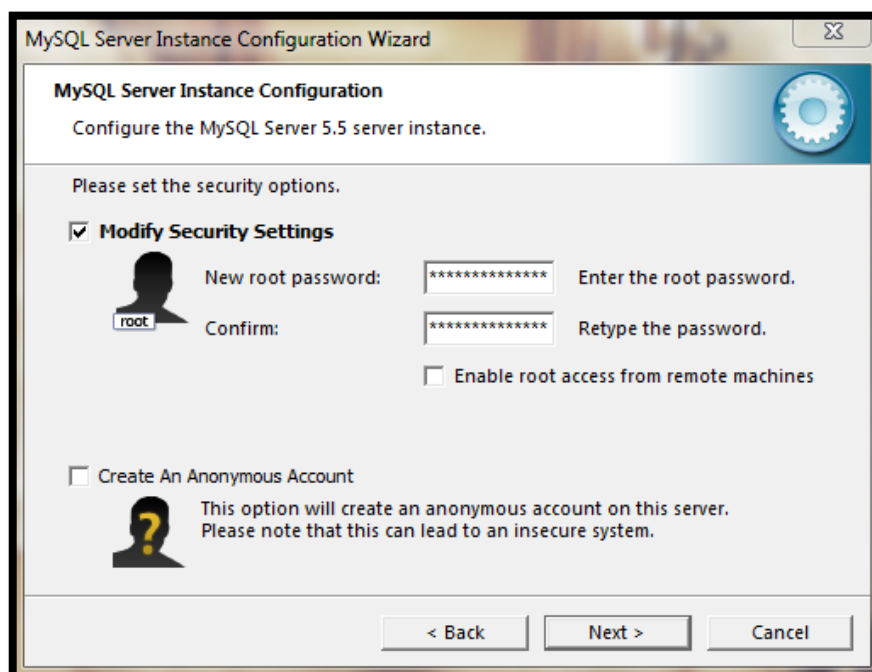 MySQL Server Instance Configuration Wizard
MySQL Server Instance Configuration
Configure the MySQL Server 5.5 server instance.
Please set the security options.
Modify Security Settings
New root password: ************** Enter the root password.
root
Confirm: ************** Retype the password.
Enable root access from remote machines
Create An Anonymous Account
This option will create an anonymous account on this server.
Please note that this can lead to an insecure system.
< Back Next > Cancel